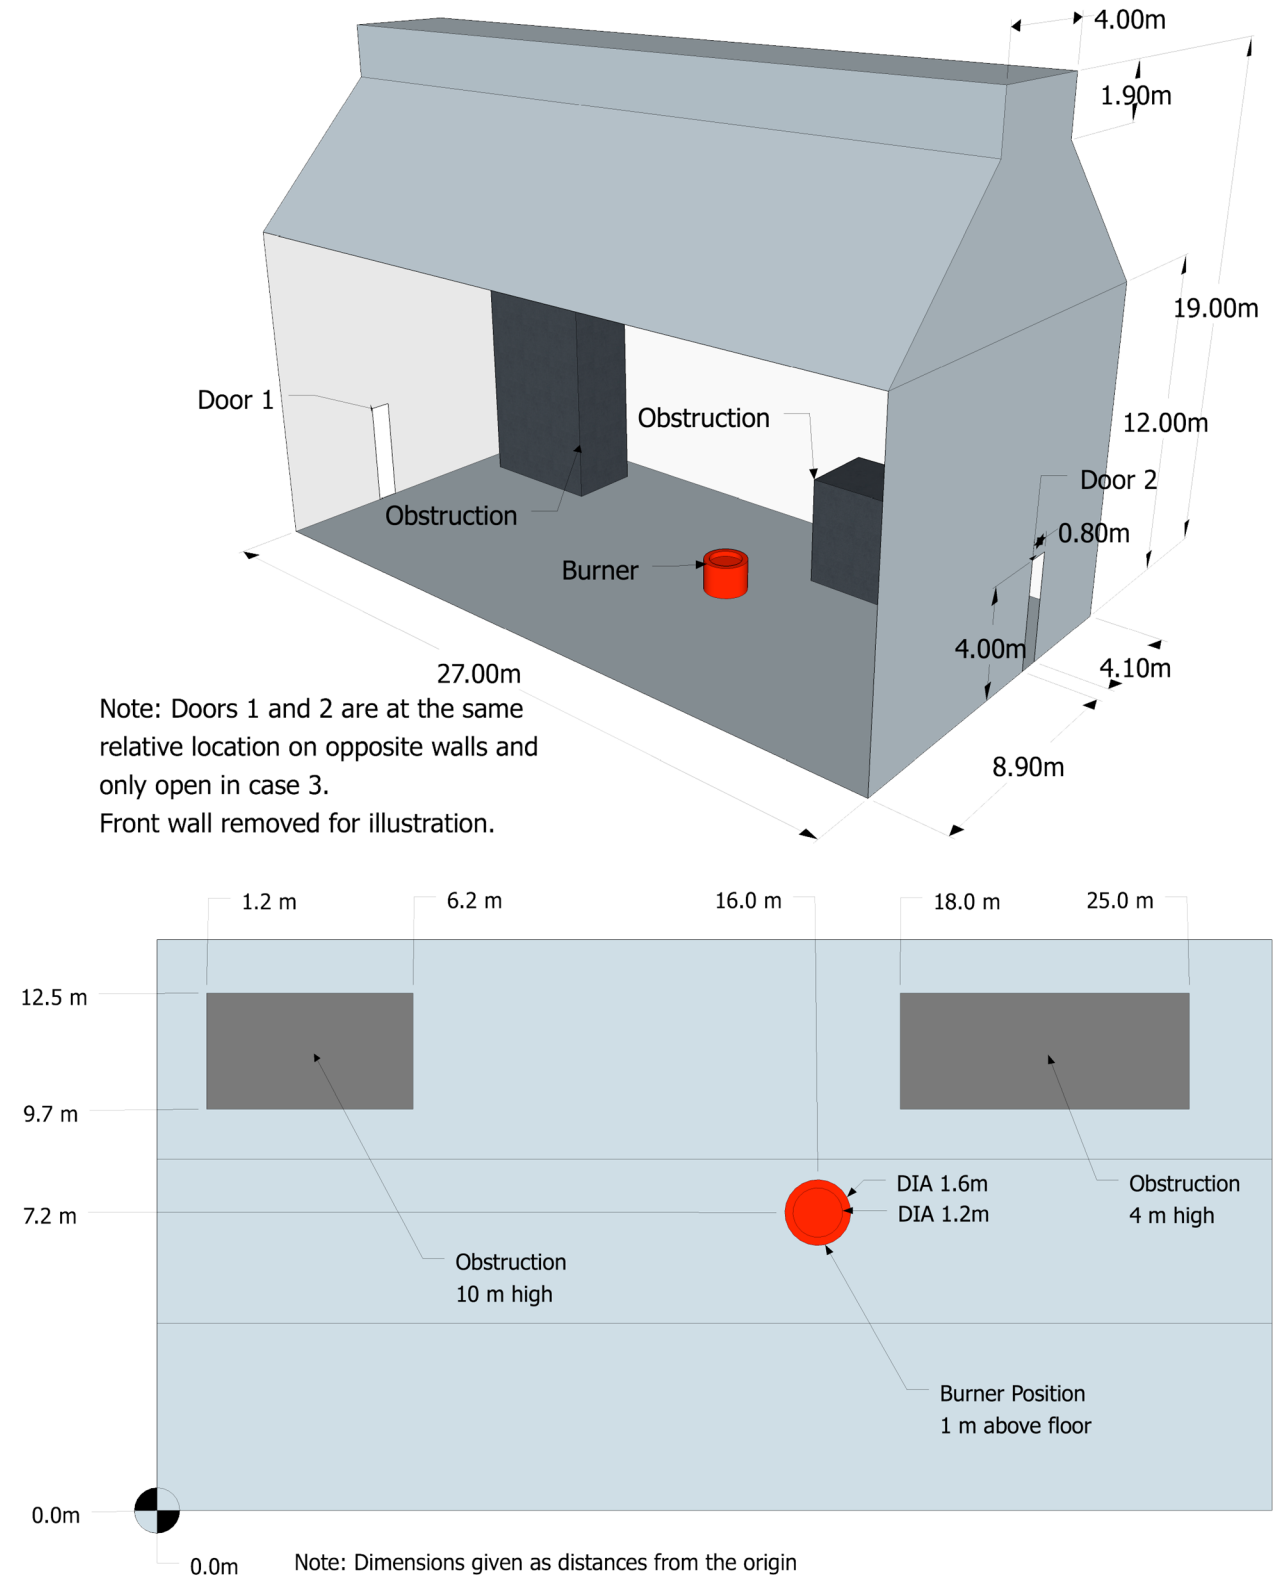 4.00m
1.90m
19.00m
12.00m
Door 1
Obstruction
Door 2
0.80m
Obstruction
Burner
4.00m
4.10m
27.00m
8.90m
Note: Doors 1 and 2 are at the same
relative location on opposite walls and
only open in case 3.
Front wall removed for illustration.
1.2 m
6.2 m
16.0 m
18.0 m
25.0 m
12.5 m
9.7 m
DIA 1.6m
DIA 1.2m
Obstruction
4 m high
7.2 m
Obstruction
10 m high
Burner Position
1 m above floor
0.0m
0.0m
Note: Dimensions given as distances from the origin